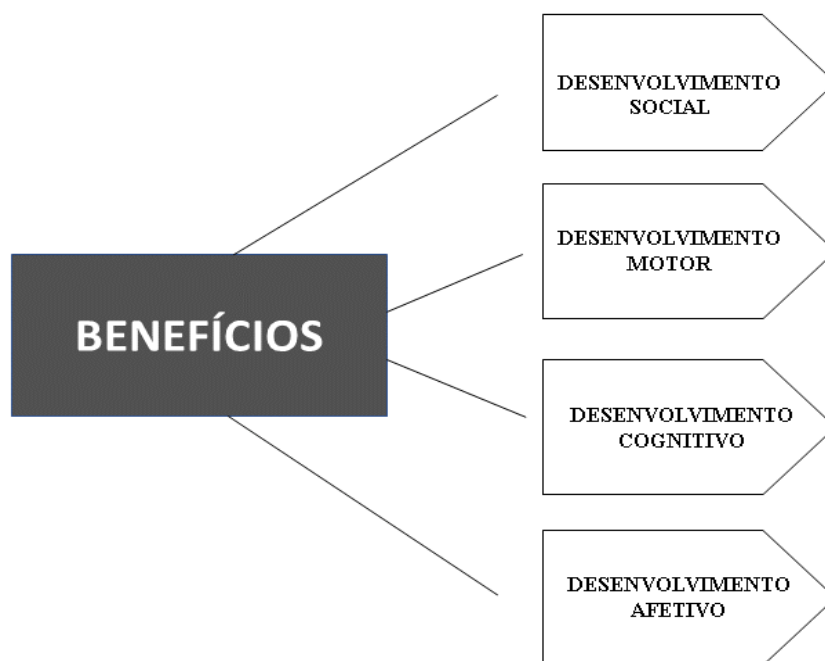 DESENVOLVIMENTO
SOCIAL
DESENVOLVIMENTO
MOTOR
BENEFÍCIOS
DESENVOLVIMENTO
COGNITIVO
DESENVOLVIMENTO
AFETIVO